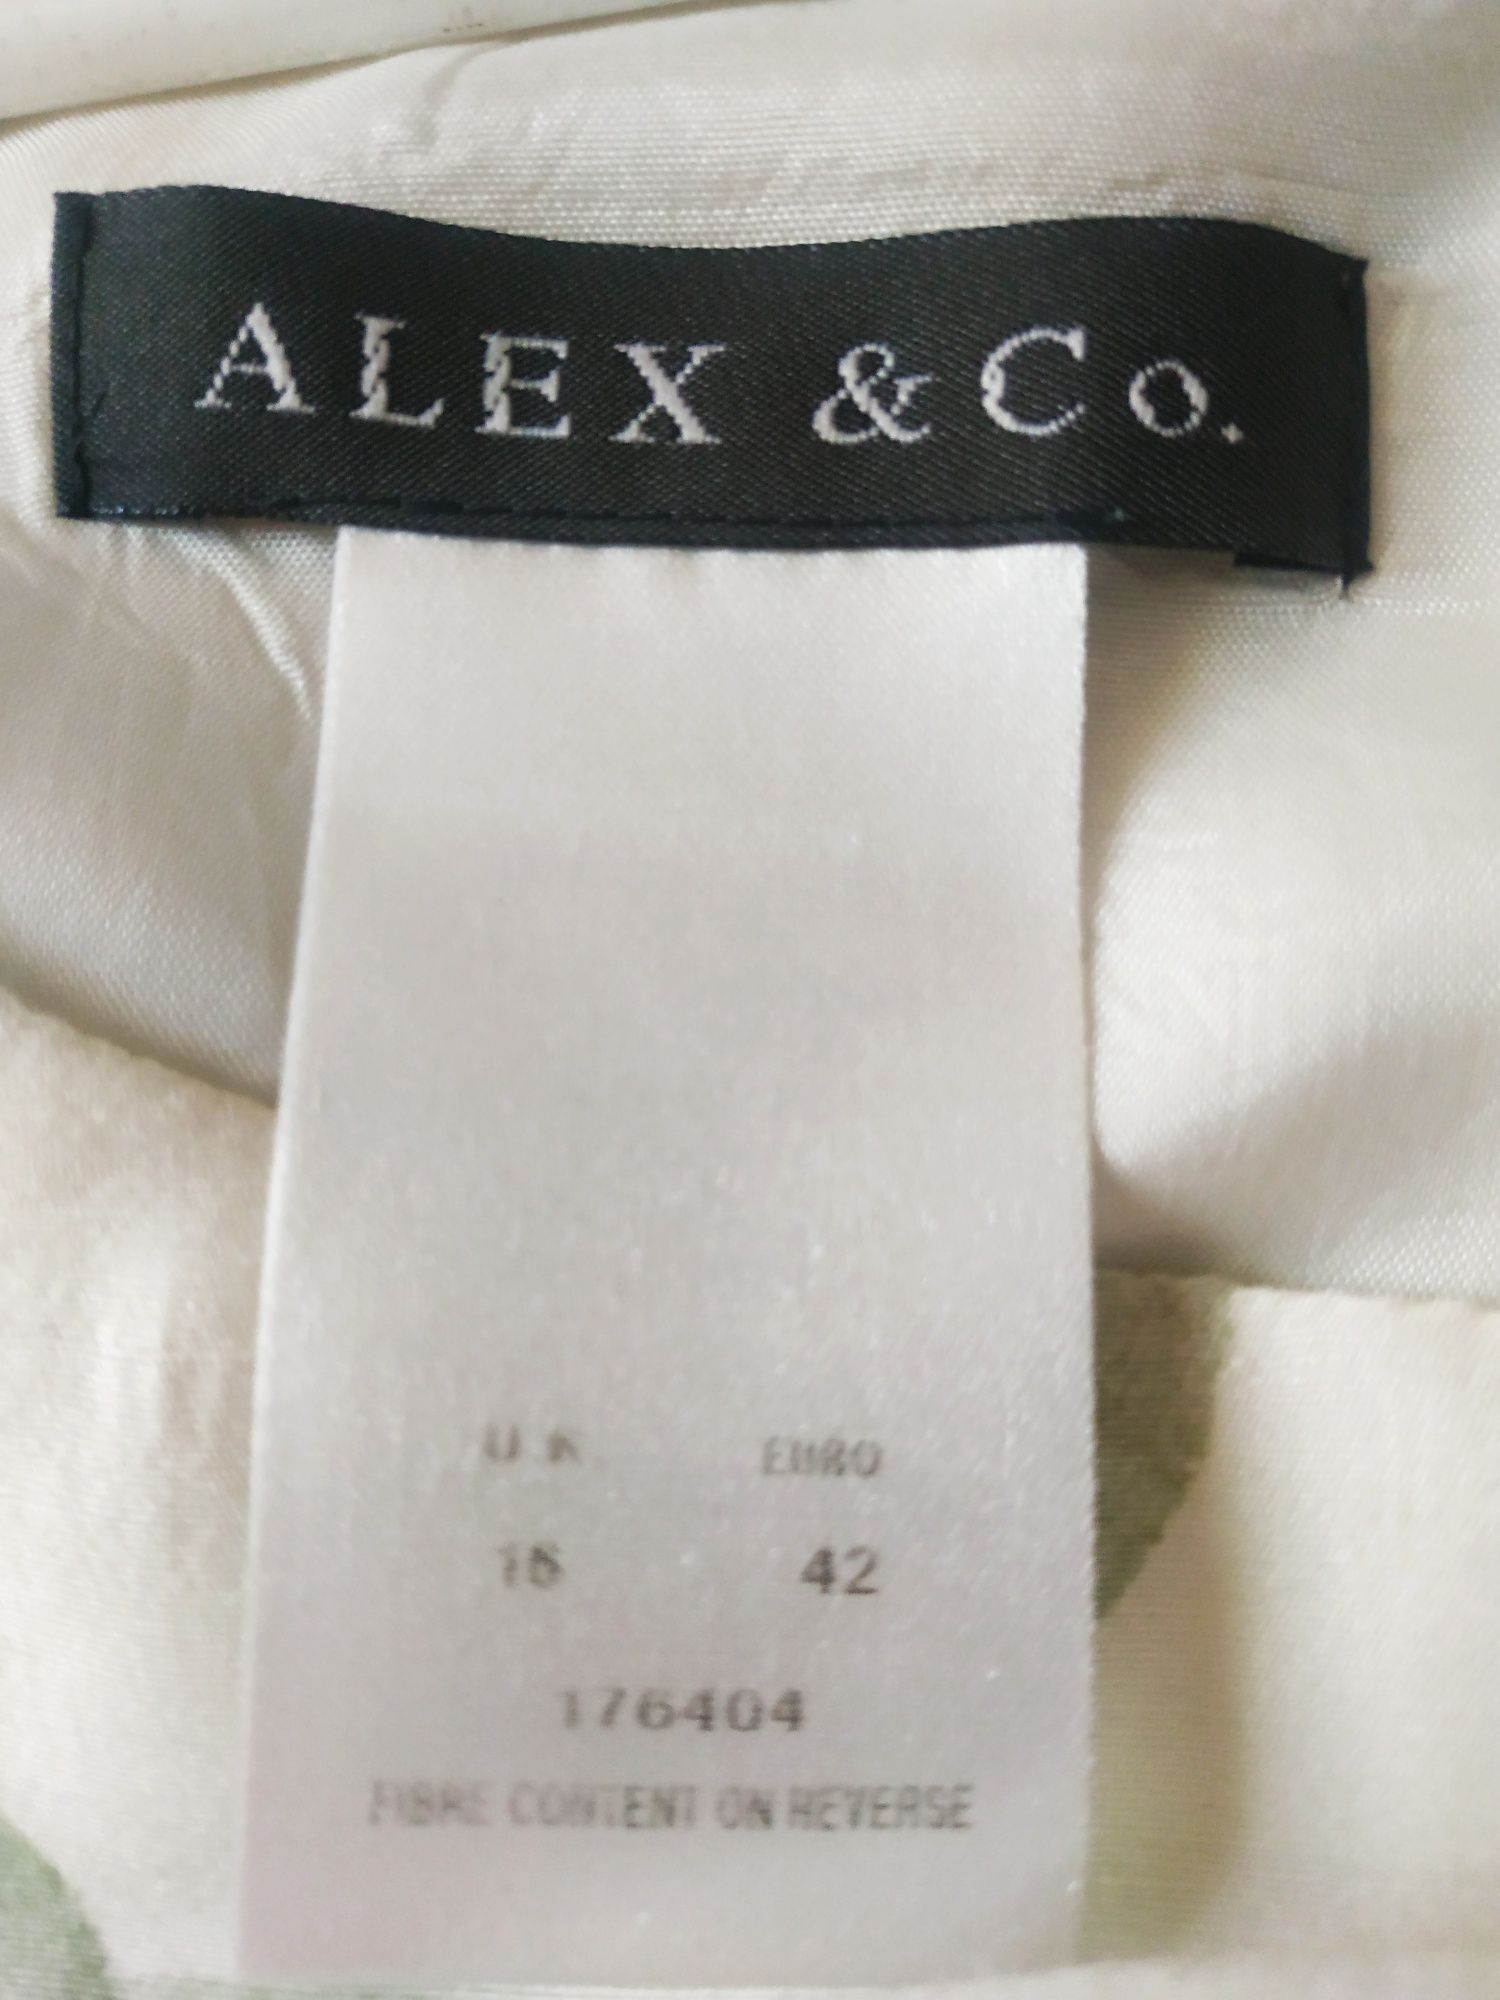 ALEX & Co.
U.K EURO
16 42
176404
FIBRE CONTENT ON REVERSE